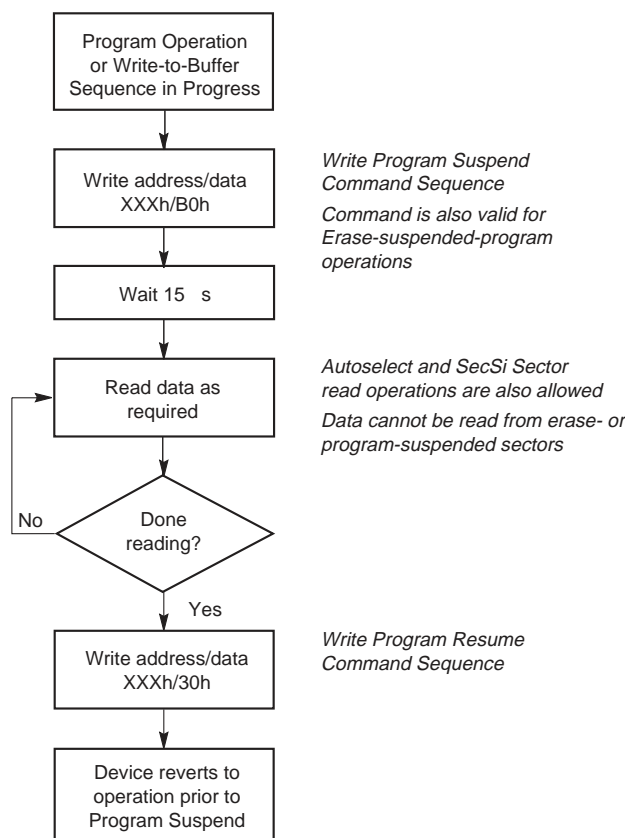 Program Operation
or Write-to-Buffer
Sequence in Progress
Write address/data
XXXh/B0h
Write Program Suspend
Command Sequence
Command is also valid for
Erase-suspended-program
operations
Wait 15 s
Read data as
required
Autoselect and SecSi Sector
read operations are also allowed
Data cannot be read from erase- or
program-suspended sectors
No
Done
reading?
Yes
Write address/data
XXXh/30h
Write Program Resume
Command Sequence
Device reverts to
operation prior to
Program Suspend